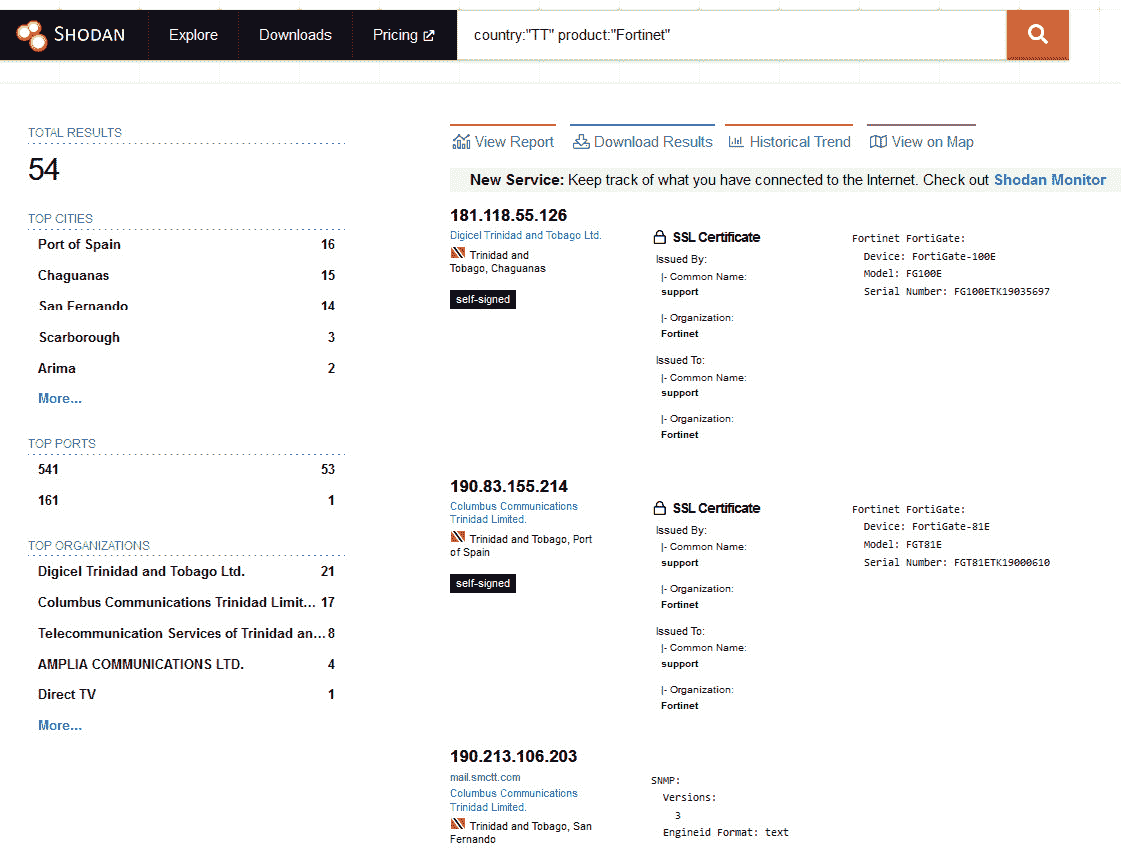 SHODAN Explore Downloads Pricing country:"TT" product:"Fortinet"
TOTAL RESULTS
54
TOP CITIES
Port of Spain 16
Chaguanas 15
San Fernando 14
Scarborough 3
Arima 2
More...
TOP PORTS
541 53
161 1
TOP ORGANIZATIONS
Digicel Trinidad and Tobago Ltd. 21
Columbus Communications Trinidad Limit... 17
Telecommunication Services of Trinidad an... 8
AMPLIA COMMUNICATIONS LTD. 4
Direct TV 1
More...
View Report Download Results Historical Trend View on Map
New Service: Keep track of what you have connected to the Internet. Check out Shodan Monitor
181.118.55.126
Digicel Trinidad and Tobago Ltd.
Trinidad and
Tobago, Chaguanas
self-signed
SSL Certificate
Issued By:
|- Common Name:
support
|- Organization:
Fortinet
Issued To:
|- Common Name:
support
|- Organization:
Fortinet
Fortinet FortiGate:
Device: FortiGate-100E
Model: FG100E
Serial Number: FG100ETK19035697
190.83.155.214
Columbus Communications
Trinidad Limited.
Trinidad and Tobago, Port
of Spain
self-signed
SSL Certificate
Issued By:
|- Common Name:
support
|- Organization:
Fortinet
Issued To:
|- Common Name:
support
|- Organization:
Fortinet
Fortinet FortiGate:
Device: FortiGate-81E
Model: FGT81E
Serial Number: FGT81ETK19000610
190.213.106.203
mail.smctt.com
Columbus Communications
Trinidad Limited.
Trinidad and Tobago, San
Fernando
SNMP:
Versions:
3
Engineid Format: text